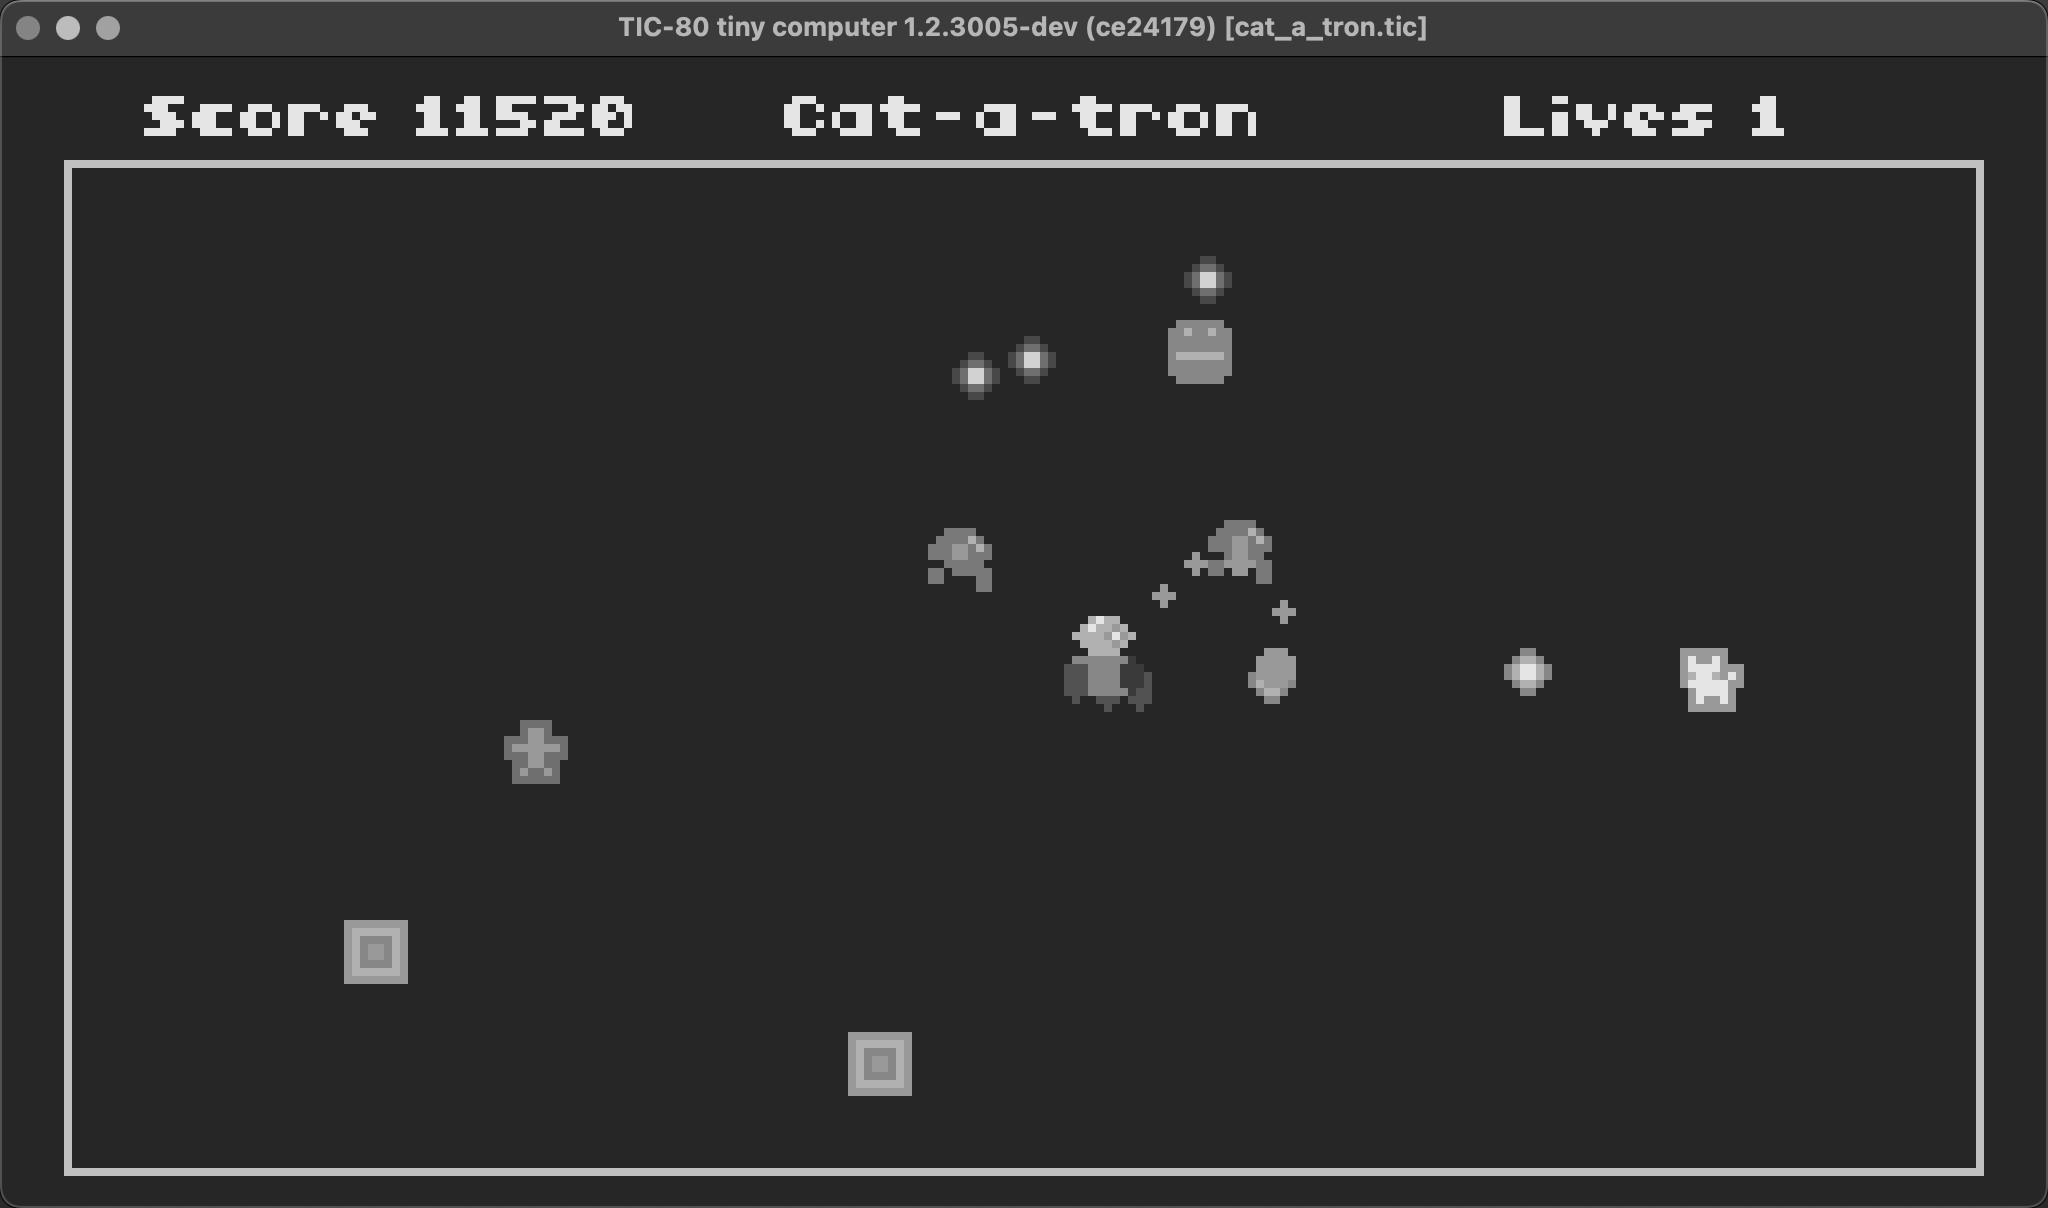 TIC-80 tiny computer 1.2.3005-dev (ce24179) [cat_a_tron.tic]
Score 11520 Cat-a-tron Lives 1